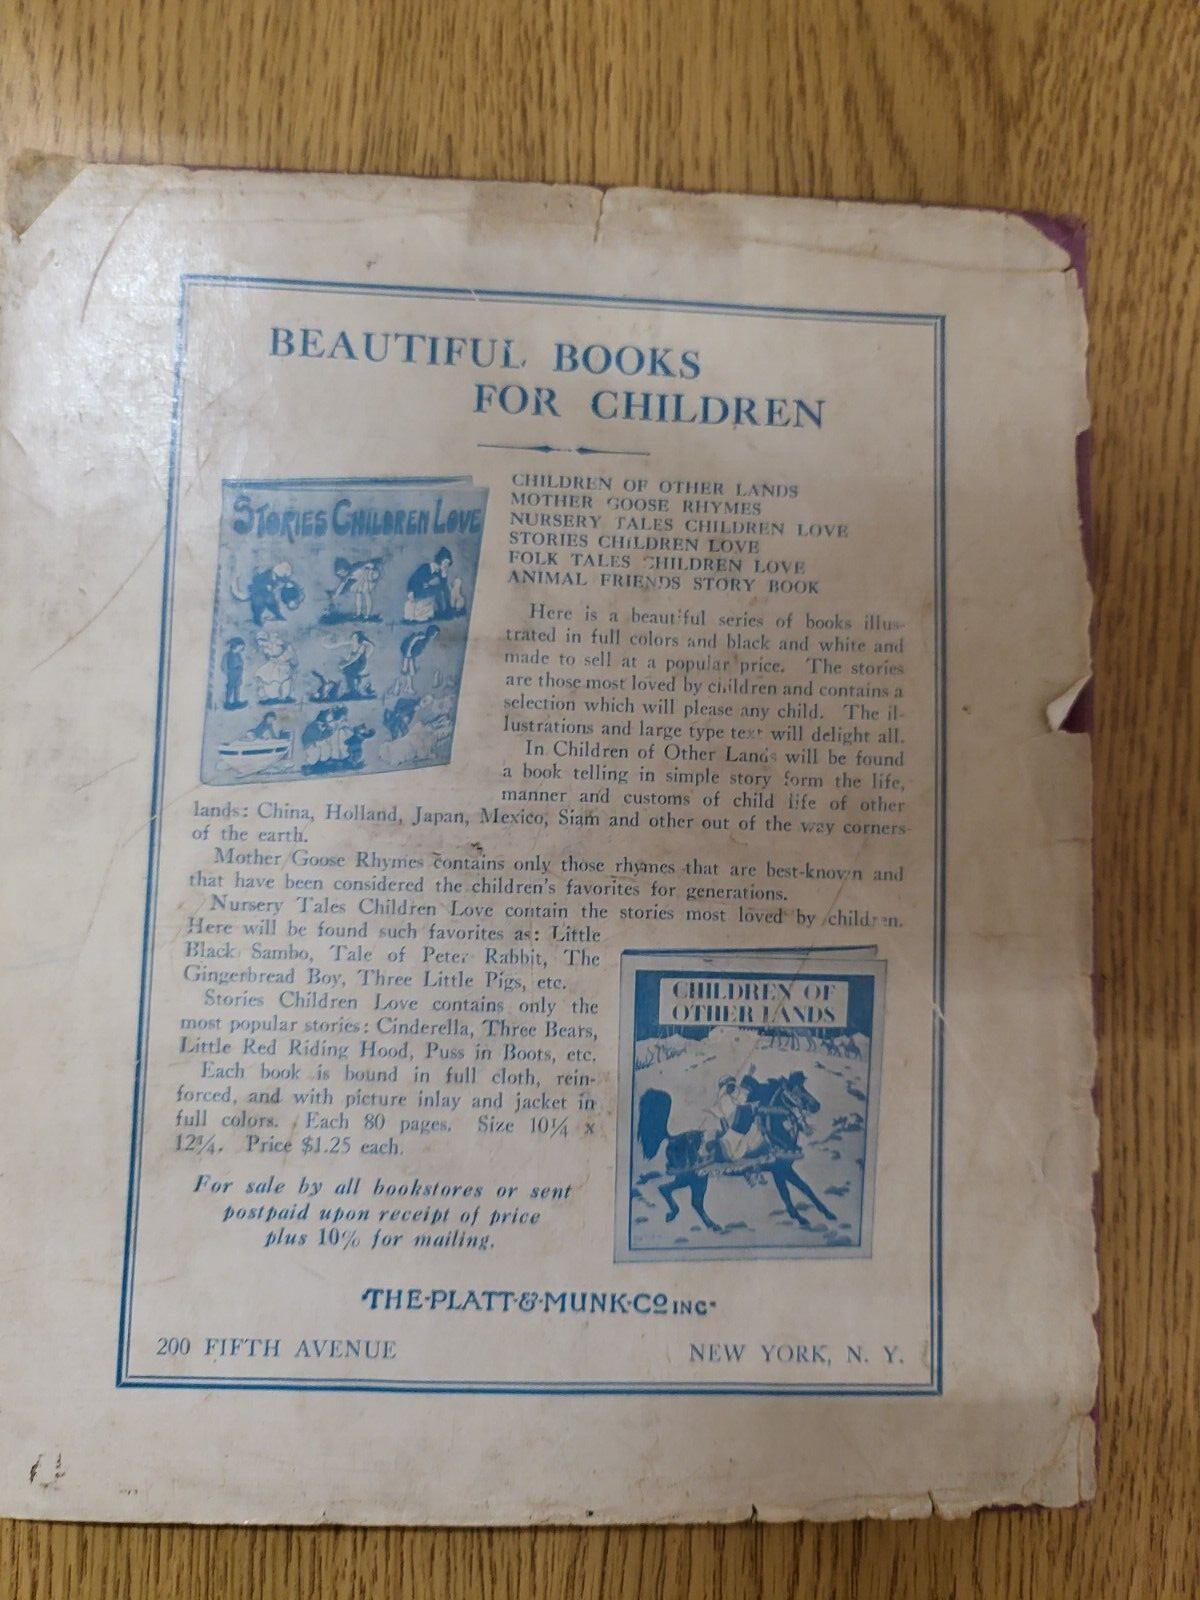 BEAUTIFUL BOOKS
FOR CHILDREN
STORIES CHILDREN LOVE
CHILDREN OF OTHER LANDS
MOTHER GOOSE RHYMES
NURSERY TALES CHILDREN LOVE
STORIES CHILDREN LOVE
FOLK TALES CHILDREN LOVE
ANIMAL FRIENDS STORY BOOK
Here is a beautiful series of books illus-
trated in full colors and black and white and
made to sell at a popular price. The stories
are those most loved by children and contains a
selection which will please any child. The il-
lustrations and large type text will delight all.
In Children of Other Lands will be found
a book telling in simple story form the life,
manner and customs of child life of other
lands: China, Holland, Japan, Mexico, Siam and other out of the way corners
of the earth.
Mother Goose Rhymes contains only those rhymes that are best-known and
that have been considered the children's favorites for generations.
Nursery Tales Children Love contain the stories most loved by children.
Here will be found such favorites as: Little
Black Sambo, Tale of Peter Rabbit, The
Gingerbread Boy, Three Little Pigs, etc.
Stories Children Love contains only the
most popular stories: Cinderella, Three Bears,
Little Red Riding Hood, Puss in Boots, etc.
Each book is bound in full cloth, rein-
forced, and with picture inlay and jacket in
full colors. Each 80 pages. Size 10¼ x
12¼. Price $1.25 each.
CHILDREN OF
OTHER LANDS
For sale by all bookstores or sent
postpaid upon receipt of price
plus 10% for mailing.
THE·PLATT·&·MUNK·CO INC·
200 FIFTH AVENUE NEW YORK, N. Y.